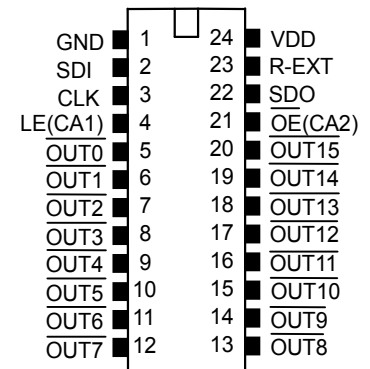 GND 1 24 VDD
SDI 2 23 R-EXT
CLK 3 22 SDO
LE(CA1) 4 21 OE(CA2)
OUT0 5 20 OUT15
OUT1 6 19 OUT14
OUT2 7 18 OUT13
OUT3 8 17 OUT12
OUT4 9 16 OUT11
OUT5 10 15 OUT10
OUT6 11 14 OUT9
OUT7 12 13 OUT8